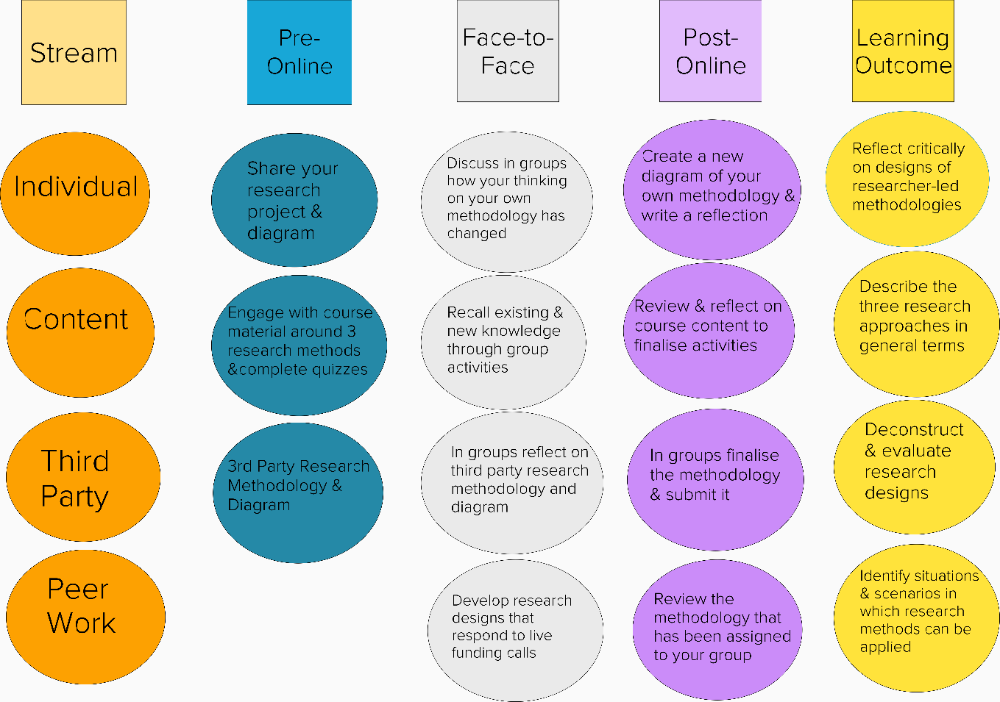 Stream
Pre-
Online
Face-to-
Face
Post-
Online
Learning
Outcome
Individual
Share your
research
project &
diagram
Discuss in groups
how your thinking
on your own
methodology has
changed
Create a new
diagram of your
own methodology &
write a reflection
Reflect critically
on designs of
researcher-led
methodologies
Content
Engage with course
material around 3
research methods
&complete quizzes
Recall existing &
new knowledge
through group
activities
Review & reflect on
course content to
finalise activities
Describe the
three research
approaches in
general terms
Third
Party
3rd Party Research
Methodology &
Diagram
In groups reflect on
third party research
methodology and
diagram
In groups finalise
the methodology
& submit it
Deconstruct
& evaluate
research
designs
Peer
Work
Develop research
designs that
respond to live
funding calls
Review the
methodology that
has been assigned
to your group
Identify situations
& scenarios in
which research
methods can be
applied